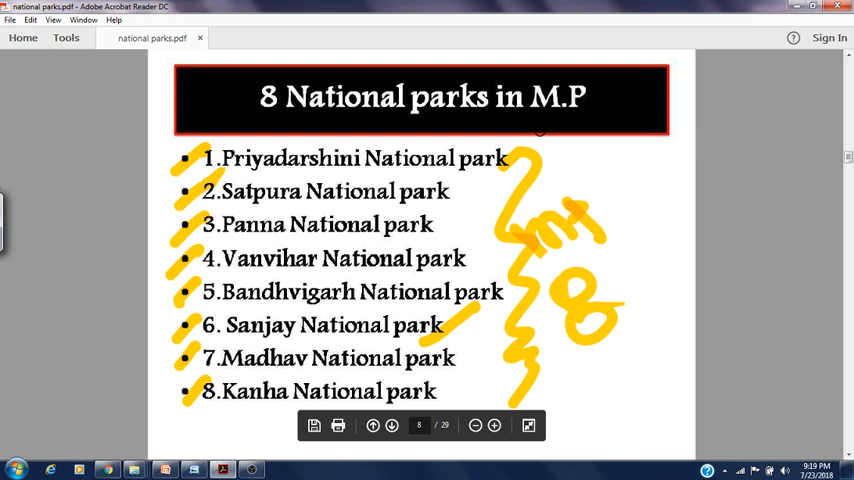 national parks.pdf - Adobe Acrobat Reader DC
File Edit View Window Help
Home Tools national parks.pdf × Sign In
8 National parks in M.P
• 1.Priyadarshini National park
• 2.Satpura National park
• 3.Panna National park
• 4.Vanvihar National park
• 5.Bandhvigarh National park
• 6. Sanjay National park
• 7.Madhav National park
• 8.Kanha National park
8
8 / 29
9:19 PM
7/23/2018